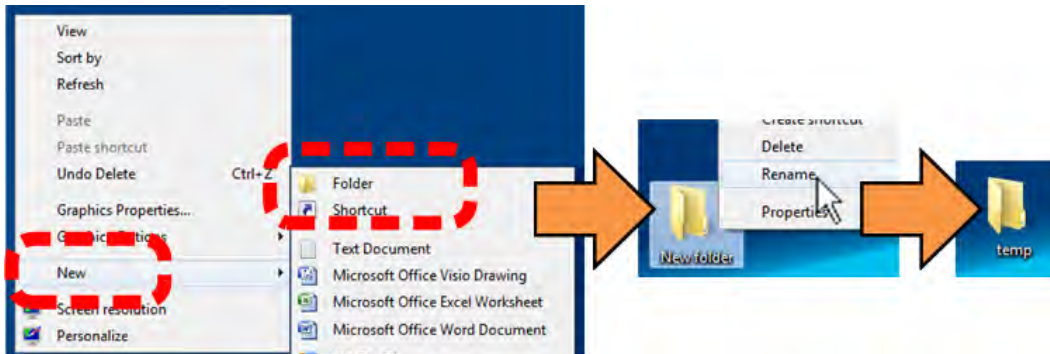 View
Sort by
Refresh
Paste
Paste shortcut
Undo Delete Ctrl+Z
Graphics Properties...
Graphics Options
New
Screen resolution
Personalize
Folder
Shortcut
Text Document
Microsoft Office Visio Drawing
Microsoft Office Excel Worksheet
Microsoft Office Word Document
Create shortcut
Delete
Rename
Properties
New folder
temp